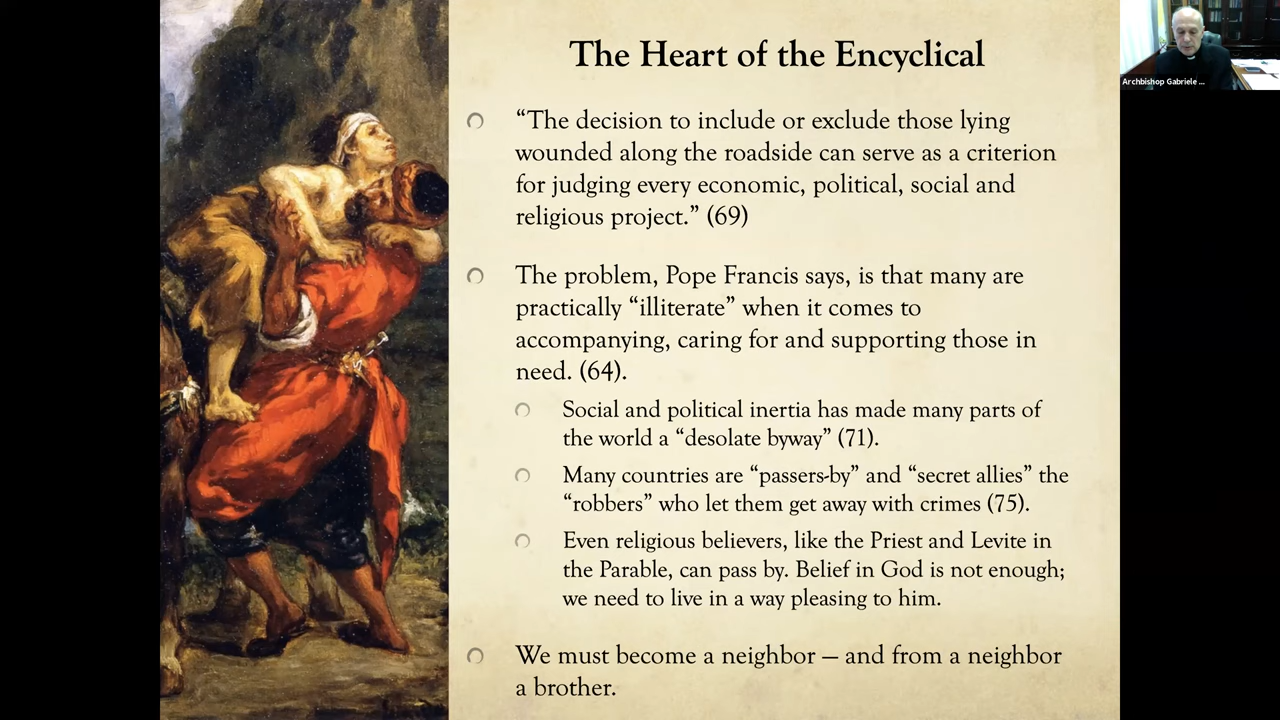 The Heart of the Encyclical
“The decision to include or exclude those lying
wounded along the roadside can serve as a criterion
for judging every economic, political, social and
religious project.” (69)
The problem, Pope Francis says, is that many are
practically “illiterate” when it comes to
accompanying, caring for and supporting those in
need. (64).
Social and political inertia has made many parts of
the world a “desolate byway” (71).
Many countries are “passers-by” and “secret allies” the
“robbers” who let them get away with crimes (75).
Even religious believers, like the Priest and Levite in
the Parable, can pass by. Belief in God is not enough;
we need to live in a way pleasing to him.
We must become a neighbor — and from a neighbor
a brother.
Archbishop Gabriele ...